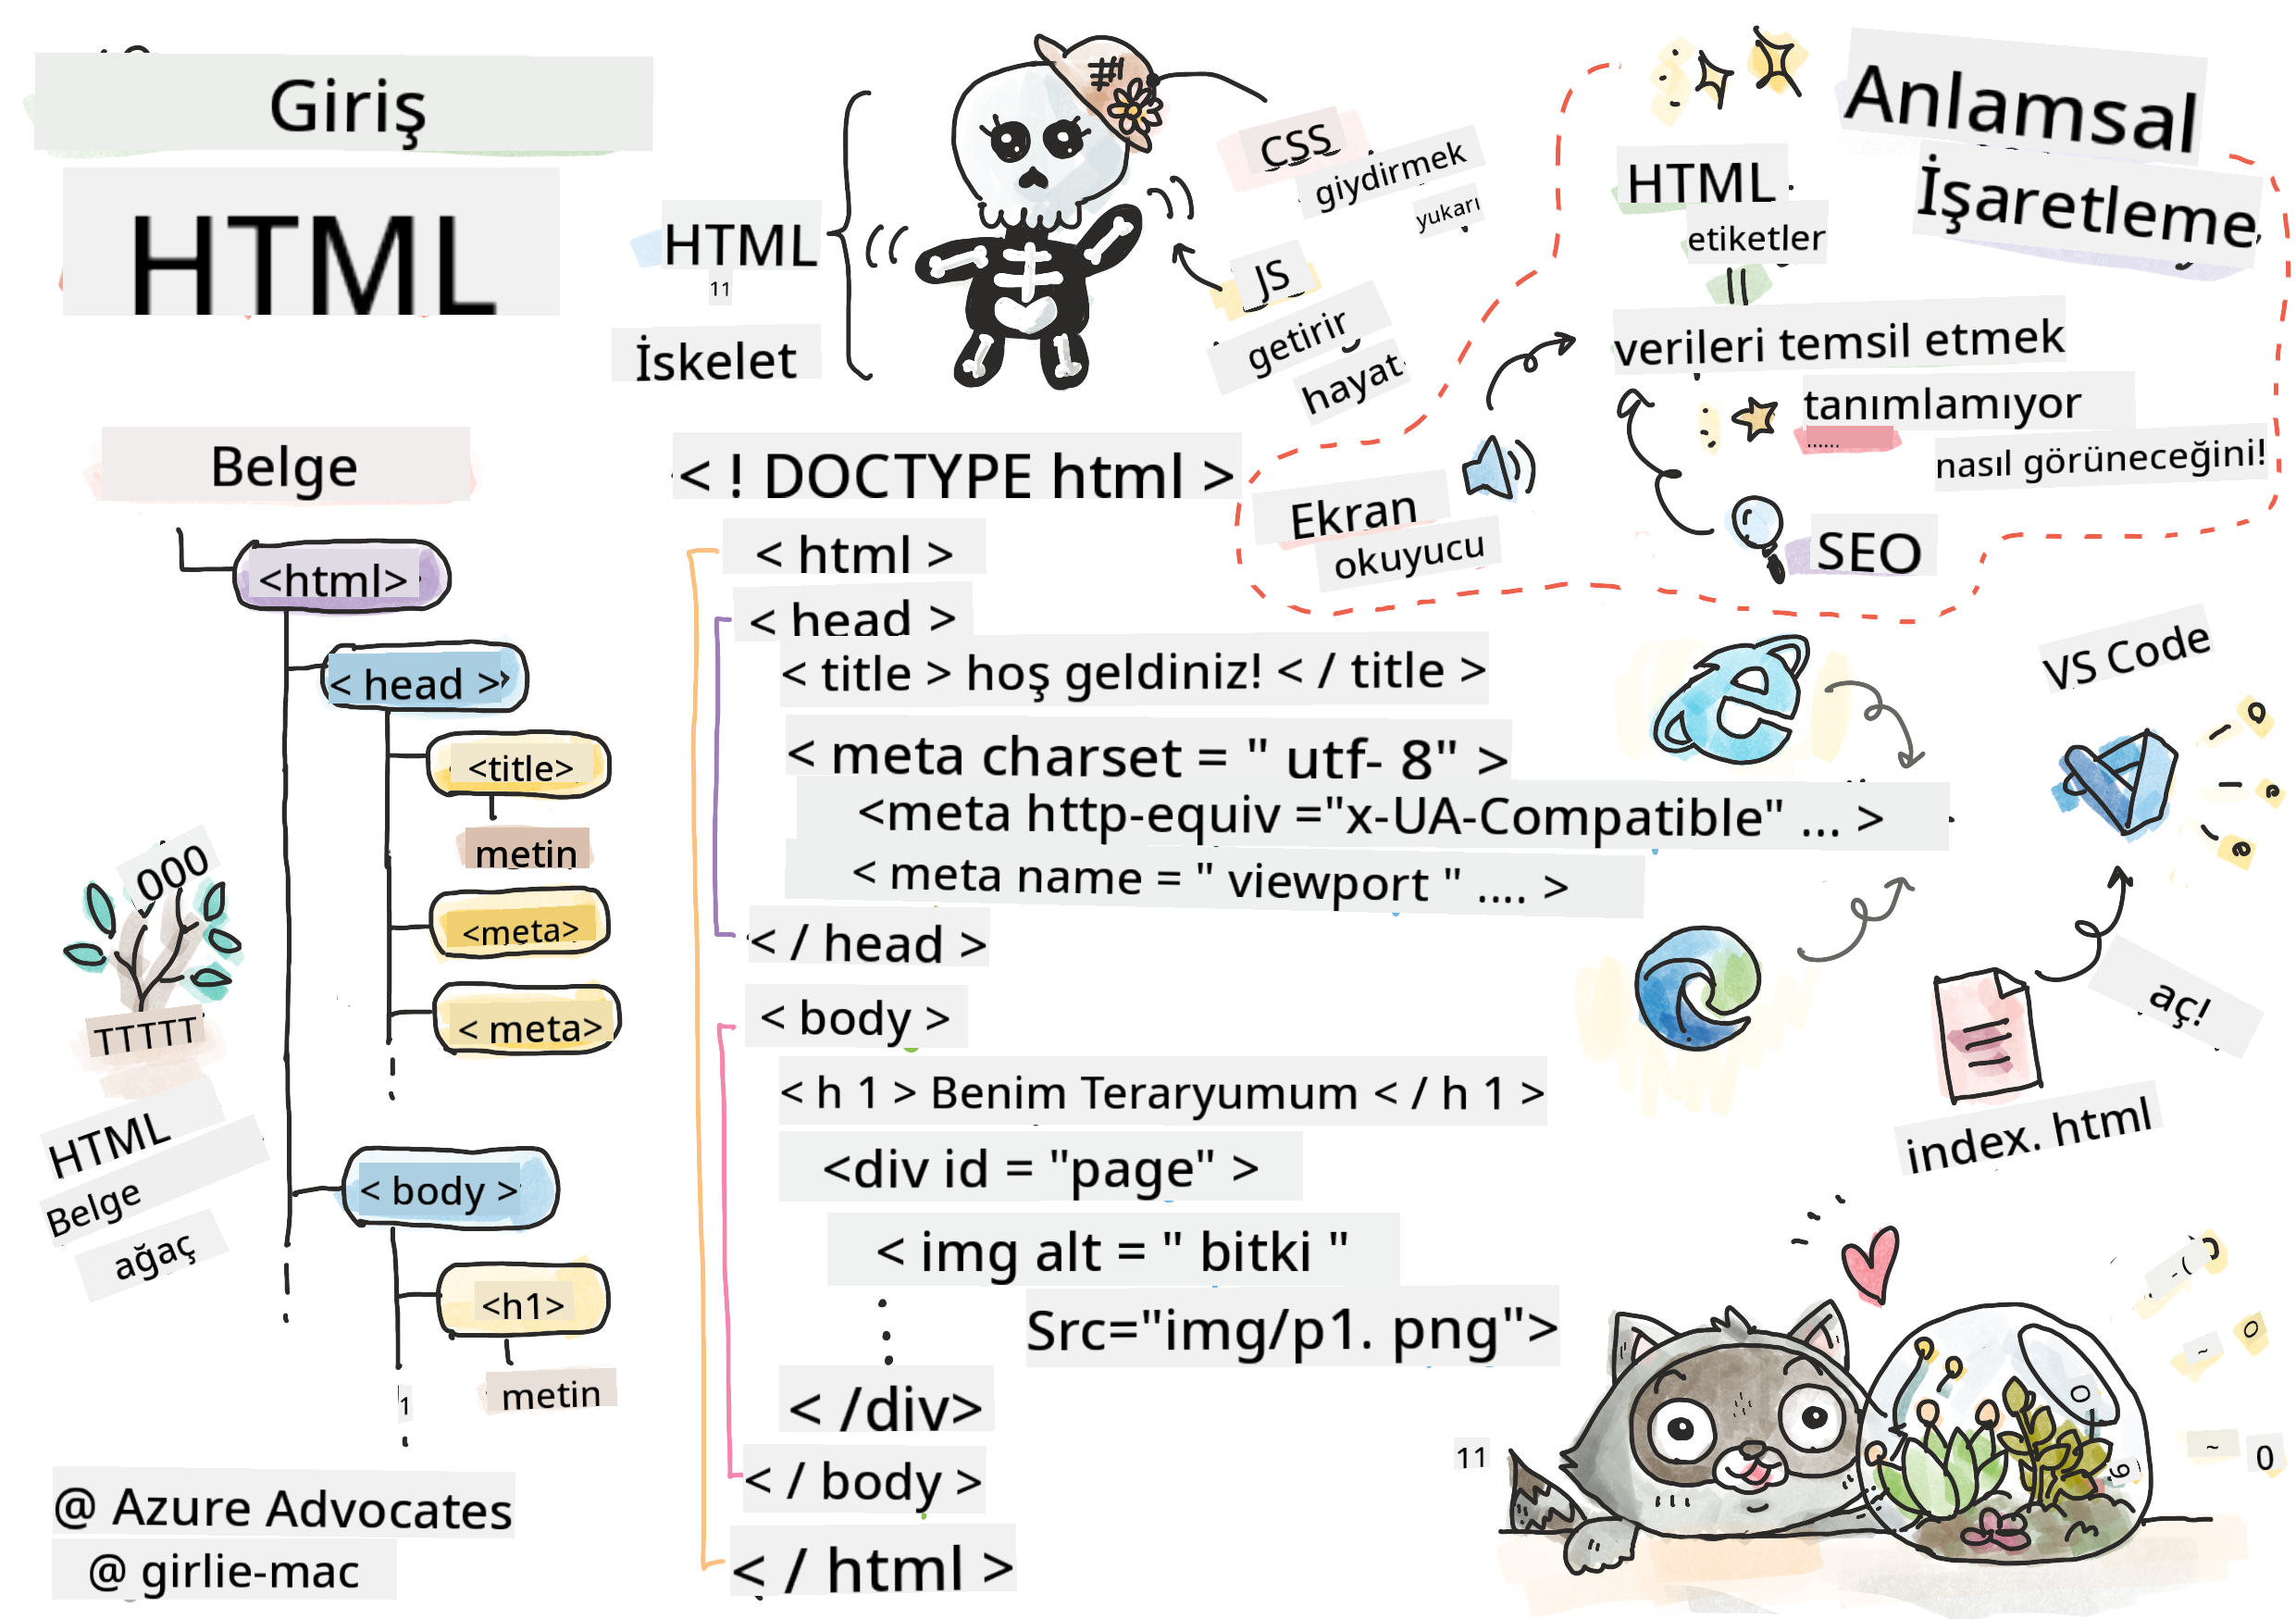 Giriş
HTML
HTML
11
İskelet
CSS
giydirmek
yukarı
JS
getirir
hayat
Anlamsal
İşaretleme
HTML
etiketler
||
verileri temsil etmek
tanımlamıyor
......
nasıl görüneceğini!
Ekran
okuyucu
SEO
Belge
<html>
< head >
<title>
metin
<meta>
< meta>
< body >
<h1>
metin
1
000
TTTTT
HTML
Belge
ağaç
< ! DOCTYPE html >
< html >
< head >
< title > hoş geldiniz! < / title >
< meta charset = " utf- 8" >
<meta http-equiv ="x-UA-Compatible" ... >
< meta name = " viewport " .... >
< / head >
< body >
< h 1 > Benim Teraryumum < / h 1 >
<div id = "page" >
< img alt = " bitki "
Src="img/p1. png">
< /div>
< / body >
< / html >
VS Code
aç!
index. html
11
~
~ 0
@ Azure Advocates
@ girlie-mac